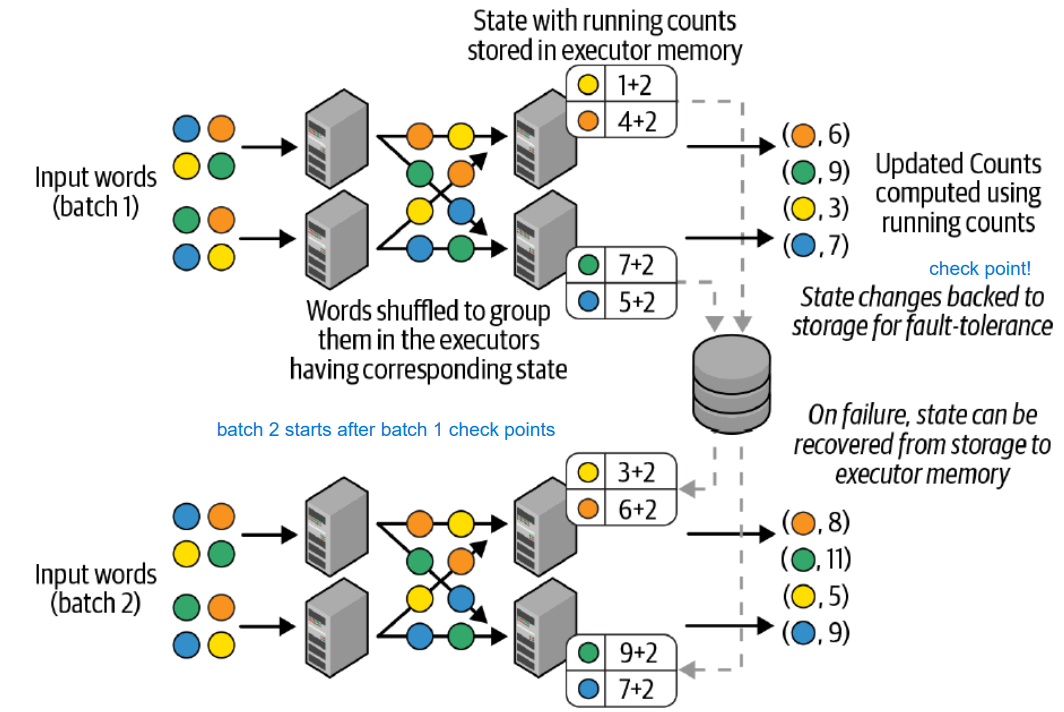 State with running counts
stored in executor memory
1+2
4+2
Input words
(batch 1)
7+2
5+2
(, 6)
(, 9)
(, 3)
(, 7)
Updated Counts
computed using
running counts
check point!
Words shuffled to group
them in the executors
having corresponding state
State changes backed to
storage for fault-tolerance
batch 2 starts after batch 1 check points
On failure, state can be
recovered from storage to
executor memory
3+2
6+2
Input words
(batch 2)
9+2
7+2
(, 8)
(, 11)
(, 5)
(, 9)